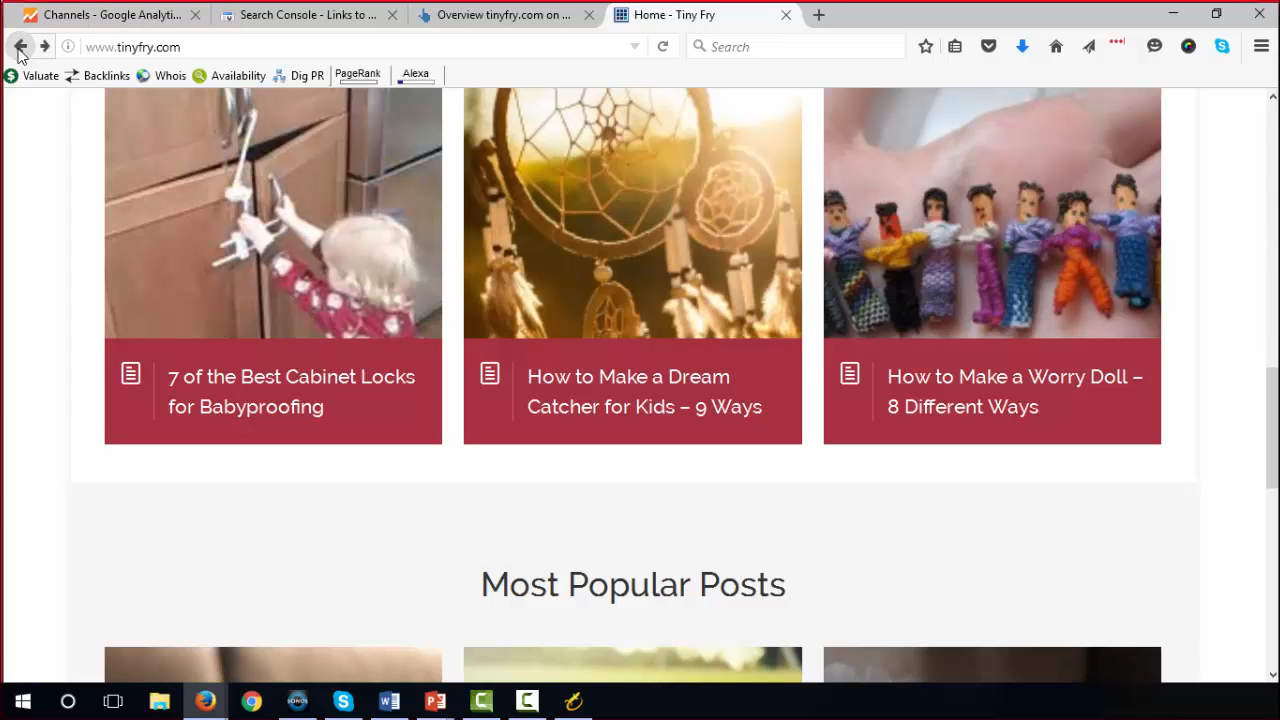 Channels - Google Analyti...
Search Console - Links to ...
Overview tinyfry.com on ...
Home - Tiny Fry
www.tinyfry.com
Search
Valuate
Backlinks
Whois
Availability
Dig PR
PageRank
Alexa
7 of the Best Cabinet Locks
for Babyproofing
How to Make a Dream
Catcher for Kids – 9 Ways
How to Make a Worry Doll –
8 Different Ways
Most Popular Posts
SONOS